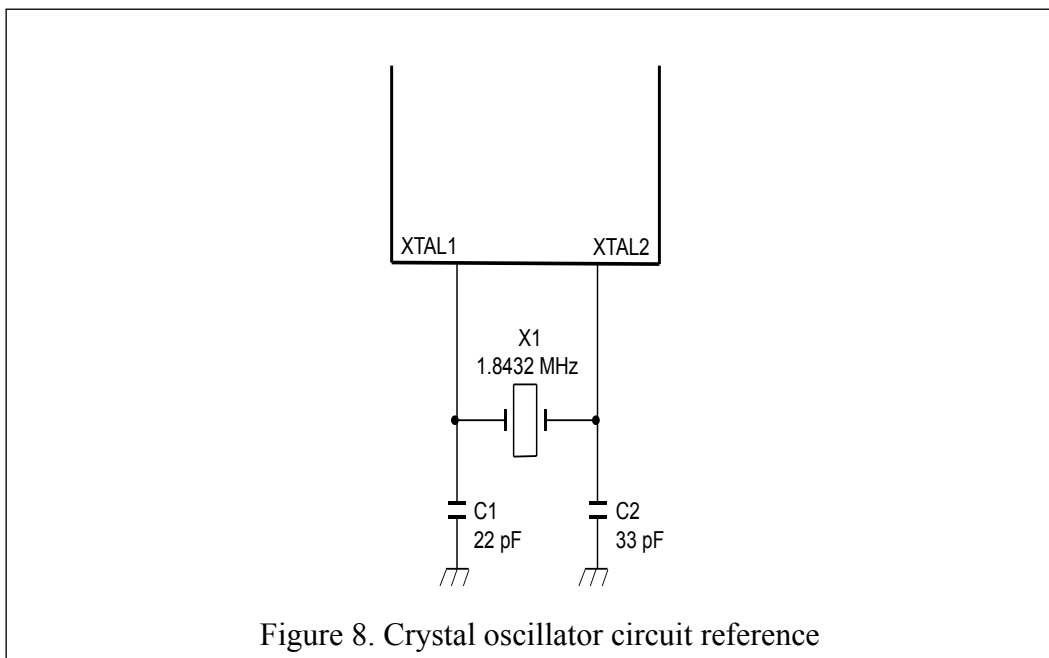 XTAL1
XTAL2
X1
1.8432 MHz
C1
22 pF
C2
33 pF
Figure 8. Crystal oscillator circuit reference